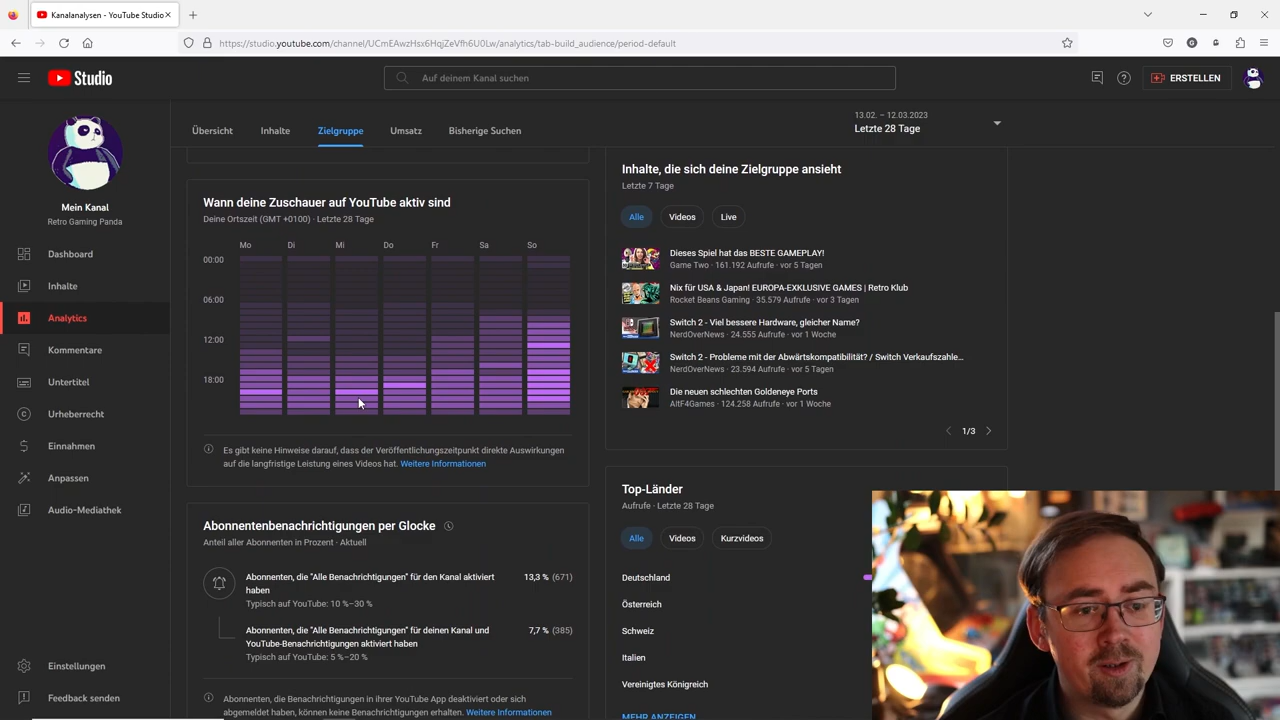 Kanalanalysen - YouTube Studio
https://studio.youtube.com/channel/UCmEAwzHsx6HqjZeVfh6U0Lw/analytics/tab-build_audience/period-default
Studio
Auf deinem Kanal suchen
ERSTELLEN
Mein Kanal
Retro Gaming Panda
Dashboard
Inhalte
Analytics
Kommentare
Untertitel
Urheberrecht
Einnahmen
Anpassen
Audio-Mediathek
Einstellungen
Feedback senden
Übersicht
Inhalte
Zielgruppe
Umsatz
Bisherige Suchen
13.02. – 12.03.2023
Letzte 28 Tage
Wann deine Zuschauer auf YouTube aktiv sind
Deine Ortszeit (GMT +0100) · Letzte 28 Tage
Mo Di Mi Do Fr Sa So
00:00
06:00
12:00
18:00
Es gibt keine Hinweise darauf, dass der Veröffentlichungszeitpunkt direkte Auswirkungen
auf die langfristige Leistung eines Videos hat. Weitere Informationen
Abonnentenbenachrichtigungen per Glocke
Anteil aller Abonnenten in Prozent · Aktuell
Abonnenten, die "Alle Benachrichtigungen" für den Kanal aktiviert
haben
13,3 % (671)
Typisch auf YouTube: 10 %–30 %
Abonnenten, die "Alle Benachrichtigungen" für deinen Kanal und
YouTube-Benachrichtigungen aktiviert haben
7,7 % (385)
Typisch auf YouTube: 5 %–20 %
Abonnenten, die Benachrichtigungen in ihrer YouTube App deaktiviert oder sich
abgemeldet haben, können keine Benachrichtigungen erhalten. Weitere Informationen
Inhalte, die sich deine Zielgruppe ansieht
Letzte 7 Tage
Alle
Videos
Live
Dieses Spiel hat das BESTE GAMEPLAY!
Game Two · 161.192 Aufrufe · vor 5 Tagen
Nix für USA & Japan! EUROPA-EXKLUSIVE GAMES | Retro Klub
Rocket Beans Gaming · 35.579 Aufrufe · vor 3 Tagen
Switch 2 - Viel bessere Hardware, gleicher Name?
NerdOverNews · 24.555 Aufrufe · vor 1 Woche
Switch 2 - Probleme mit der Abwärtskompatibilität? / Switch Verkaufszahle...
NerdOverNews · 23.594 Aufrufe · vor 5 Tagen
Die neuen schlechten Goldeneye Ports
AltF4Games · 124.258 Aufrufe · vor 1 Woche
1/3
Top-Länder
Aufrufe · Letzte 28 Tage
Alle
Videos
Kurzvideos
Deutschland
Österreich
Schweiz
Italien
Vereinigtes Königreich
MEHR ANZEIGEN